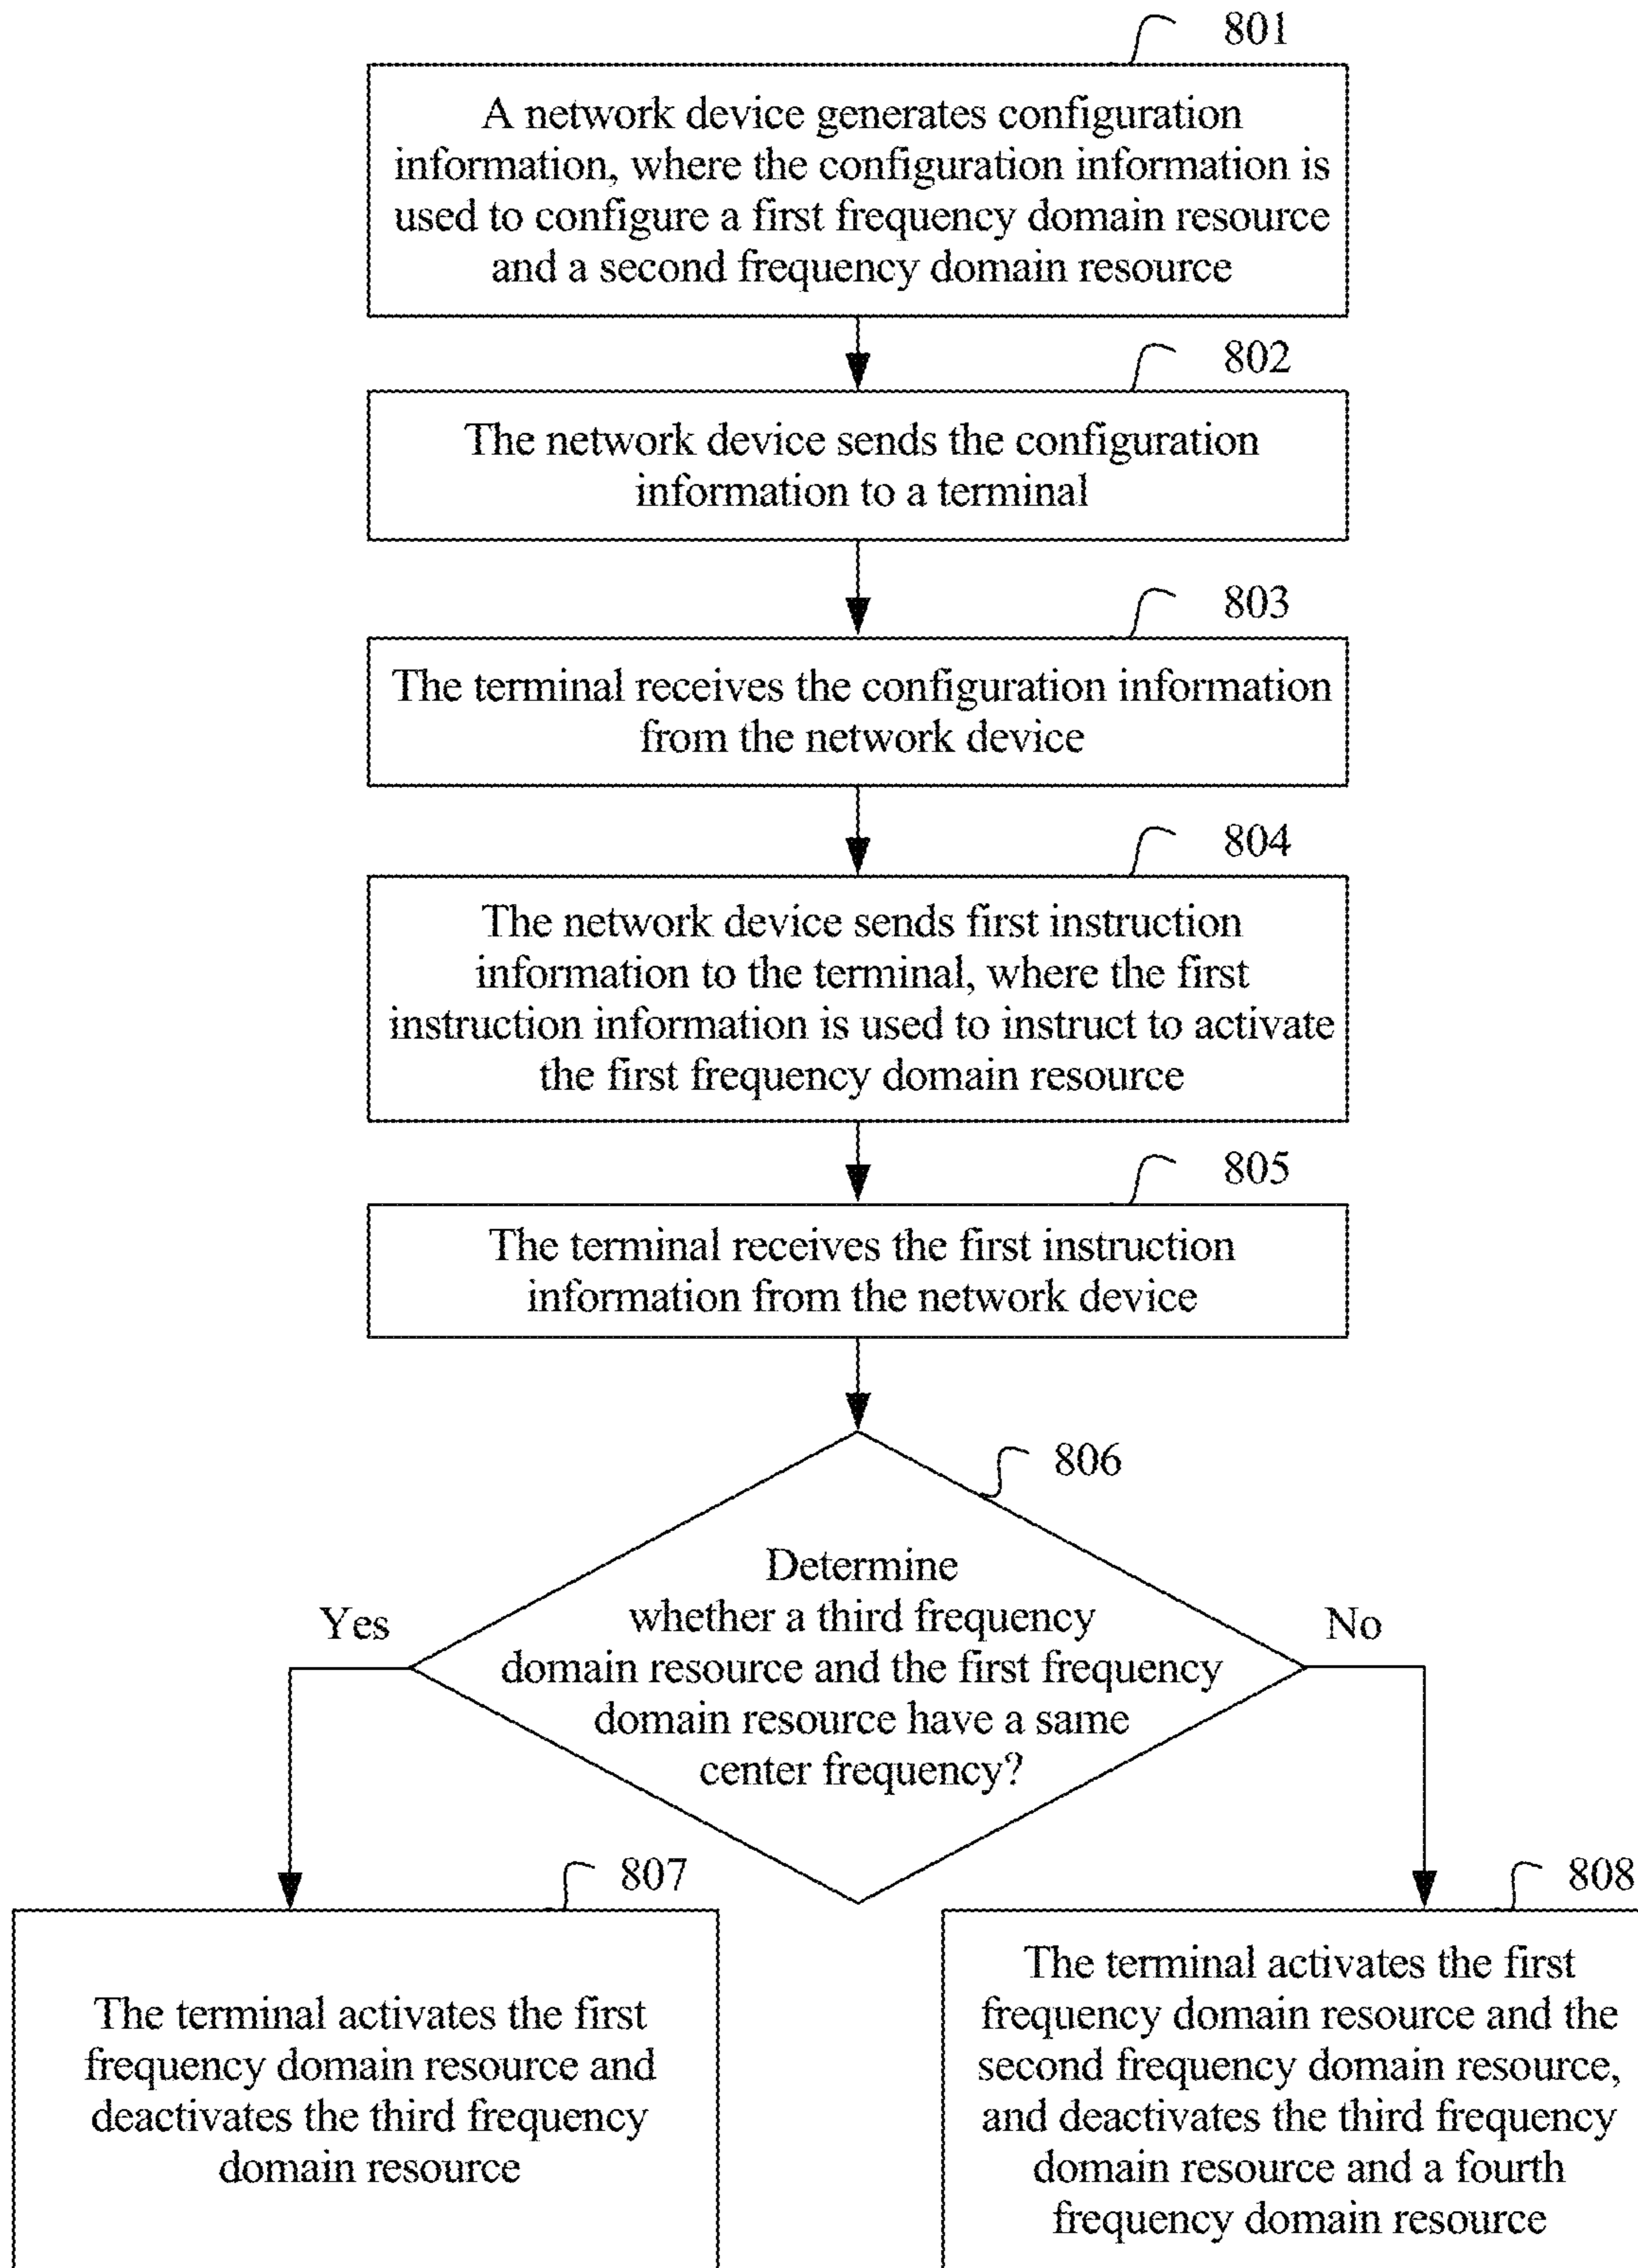 801
A network device generates configuration
information, where the configuration information is
used to configure a first frequency domain resource
and a second frequency domain resource
802
The network device sends the configuration
information to a terminal
803
The terminal receives the configuration information
from the network device
804
The network device sends first instruction
information to the terminal, where the first
instruction information is used to instruct to activate
the first frequency domain resource
805
The terminal receives the first instruction
information from the network device
806
Determine
whether a third frequency
domain resource and the first frequency
domain resource have a same
center frequency?
Yes
No
807
The terminal activates the first
frequency domain resource and
deactivates the third frequency
domain resource
808
The terminal activates the first
frequency domain resource and the
second frequency domain resource,
and deactivates the third frequency
domain resource and a fourth
frequency domain resource